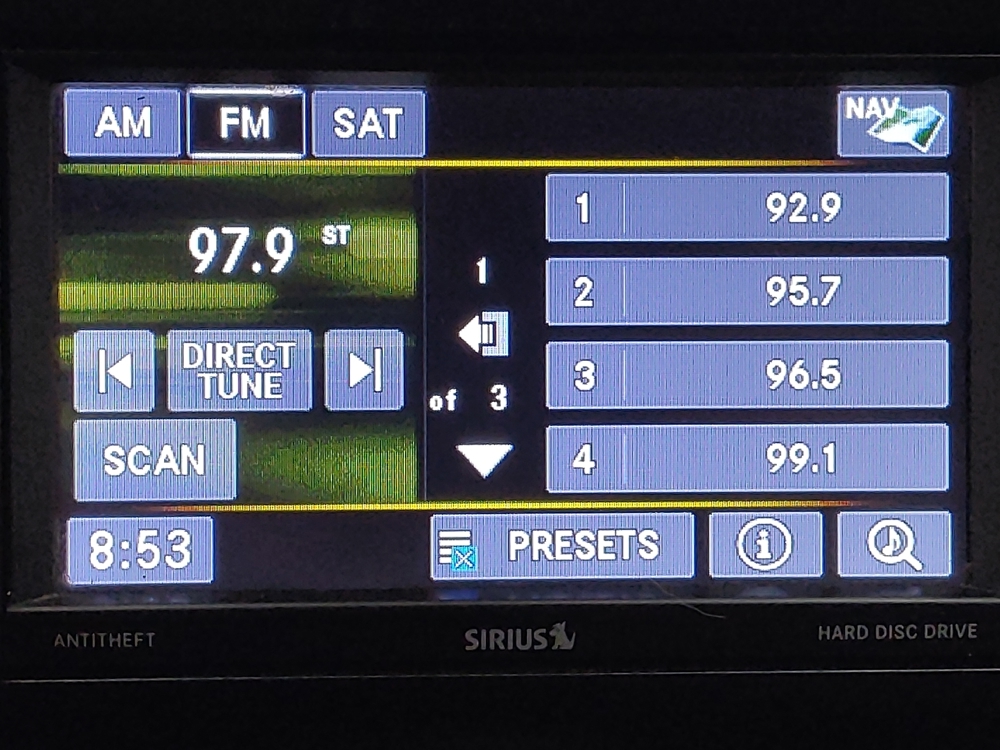 AM FM SAT NAV
97.9 ST
DIRECT
TUNE
SCAN
1
of 3
1 92.9
2 95.7
3 96.5
4 99.1
8:53 PRESETS i
ANTITHEFT SIRIUS HARD DISC DRIVE